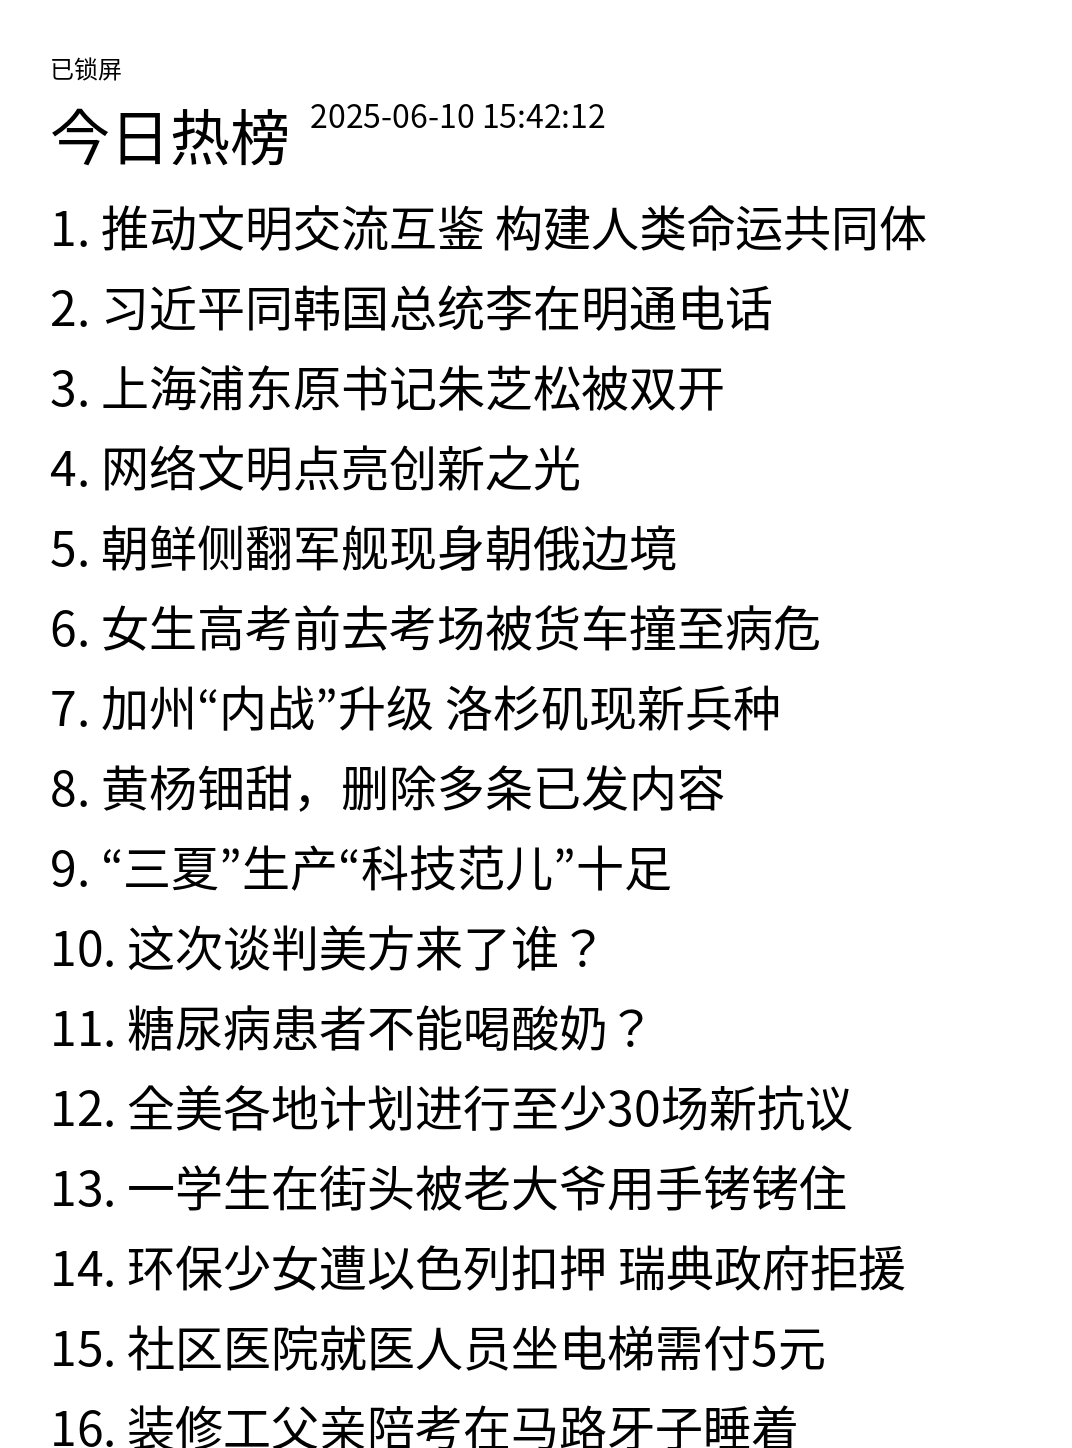 已锁屏
今日热榜 2025-06-10 15:42:12
1. 推动文明交流互鉴 构建人类命运共同体
2. 习近平同韩国总统李在明通电话
3. 上海浦东原书记朱芝松被双开
4. 网络文明点亮创新之光
5. 朝鲜侧翻军舰现身朝俄边境
6. 女生高考前去考场被货车撞至病危
7. 加州“内战”升级 洛杉矶现新兵种
8. 黄杨钿甜，删除多条已发内容
9. “三夏”生产“科技范儿”十足
10. 这次谈判美方来了谁？
11. 糖尿病患者不能喝酸奶？
12. 全美各地计划进行至少30场新抗议
13. 一学生在街头被老大爷用手铐铐住
14. 环保少女遭以色列扣押 瑞典政府拒援
15. 社区医院就医人员坐电梯需付5元
16. 装修工父亲陪考在马路牙子睡着